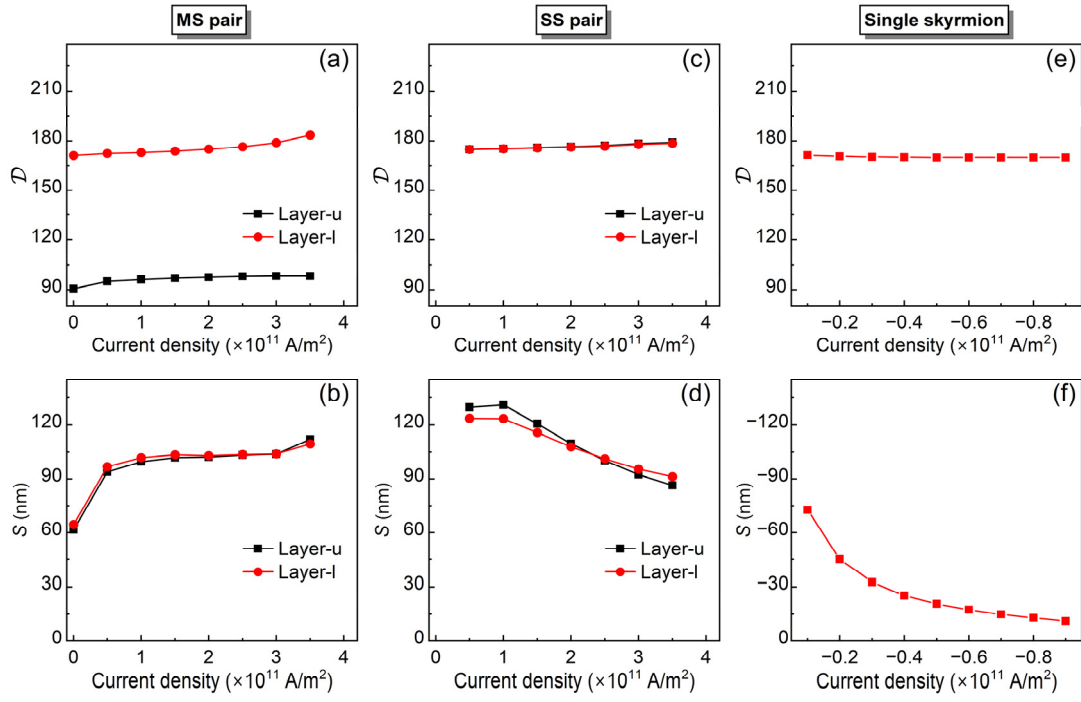 MS pair
SS pair
Single skyrmion
(a)
210
180
150
120
90
𝒟
Layer-u
Layer-l
0 1 2 3 4
Current density (×10¹¹ A/m²)
(c)
210
180
150
120
90
𝒟
Layer-u
Layer-l
0 1 2 3 4
Current density (×10¹¹ A/m²)
(e)
210
180
150
120
90
𝒟
−0.2 −0.4 −0.6 −0.8
Current density (×10¹¹ A/m²)
(b)
120
90
60
30
0
S (nm)
Layer-u
Layer-l
0 1 2 3 4
Current density (×10¹¹ A/m²)
(d)
120
90
60
30
0
S (nm)
Layer-u
Layer-l
0 1 2 3 4
Current density (×10¹¹ A/m²)
(f)
−120
−90
−60
−30
0
S (nm)
−0.2 −0.4 −0.6 −0.8
Current density (×10¹¹ A/m²)